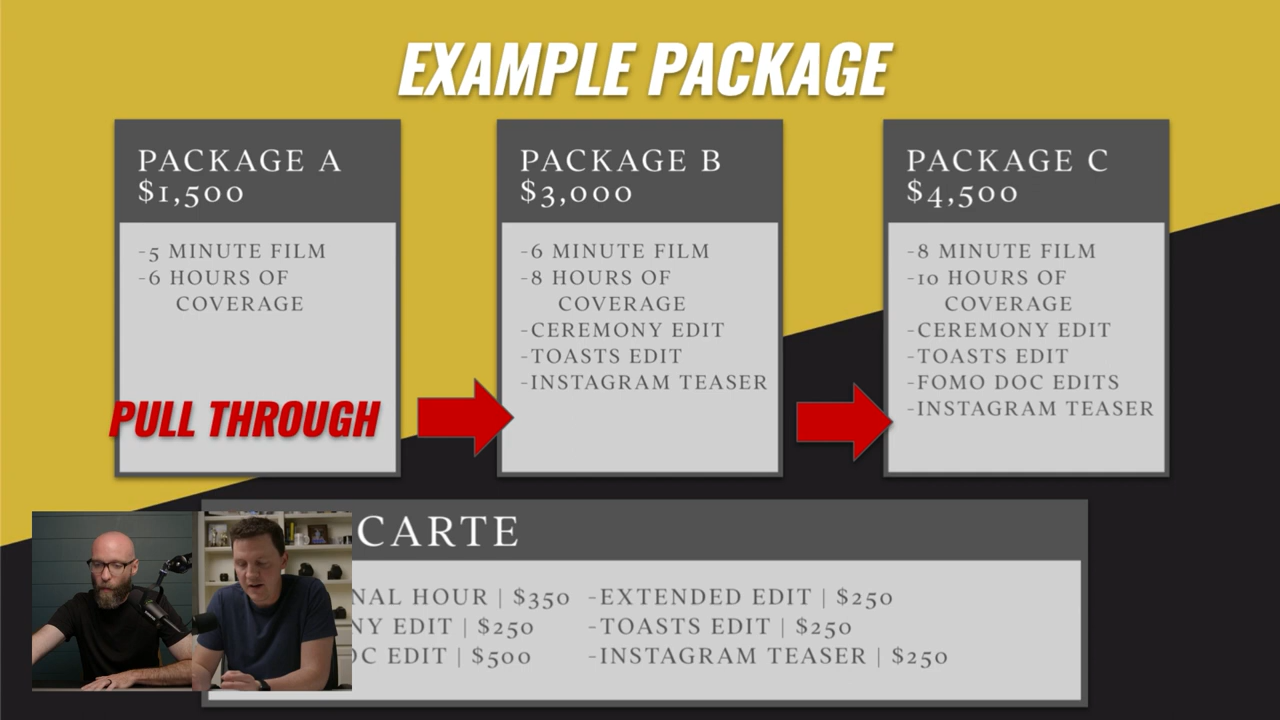 EXAMPLE PACKAGE
PACKAGE A
$1,500
-5 MINUTE FILM
-6 HOURS OF
COVERAGE
PULL THROUGH
PACKAGE B
$3,000
-6 MINUTE FILM
-8 HOURS OF
COVERAGE
-CEREMONY EDIT
-TOASTS EDIT
-INSTAGRAM TEASER
PACKAGE C
$4,500
-8 MINUTE FILM
-10 HOURS OF
COVERAGE
-CEREMONY EDIT
-TOASTS EDIT
-FOMO DOC EDITS
-INSTAGRAM TEASER
CARTE
HOUR | $350 -EXTENDED EDIT | $250
EDIT | $250 -TOASTS EDIT | $250
EDIT | $500 -INSTAGRAM TEASER | $250